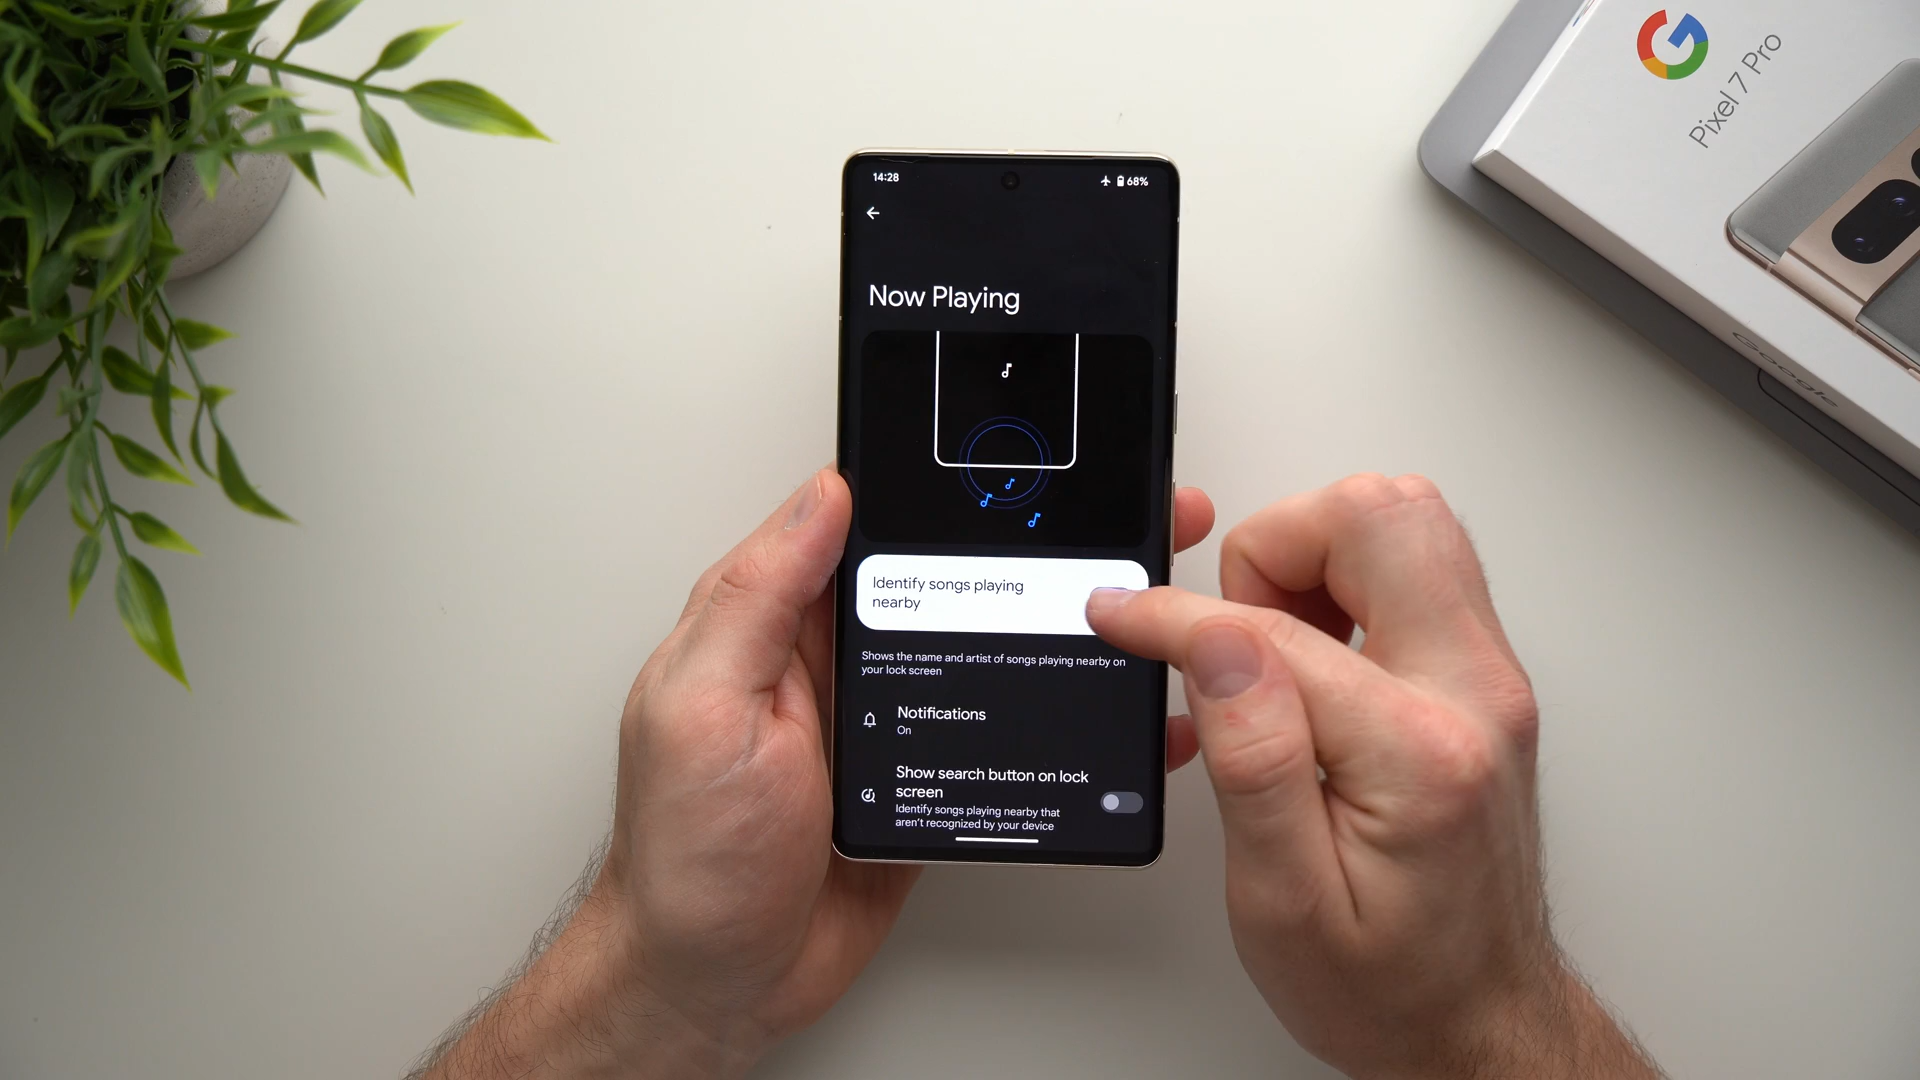 14:28
68%
Now Playing
Identify songs playing
nearby
Shows the name and artist of songs playing nearby on
your lock screen
Notifications
On
Show search button on lock
screen
Identify songs playing nearby that
aren't recognized by your device
G
Pixel 7 Pro
Google